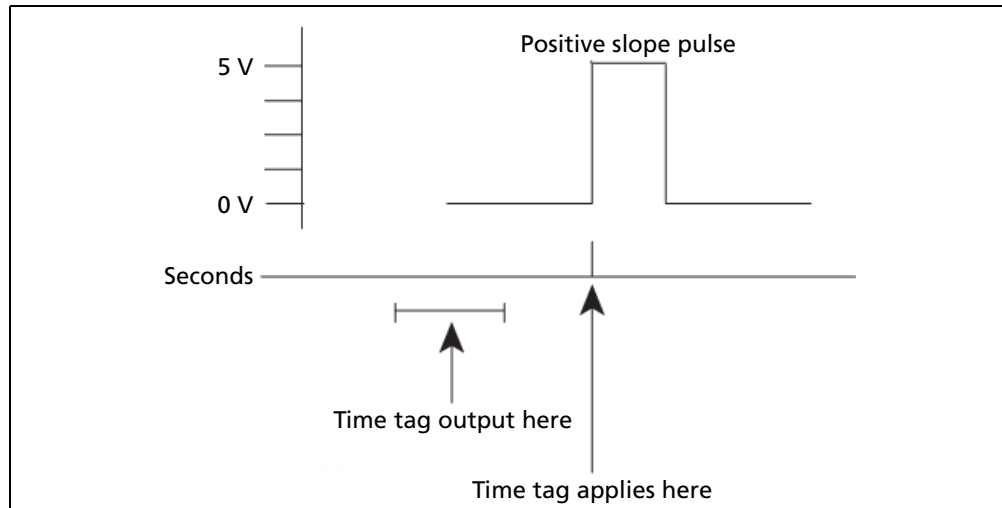 Positive slope pulse
5 V
0 V
Seconds
Time tag output here
Time tag applies here